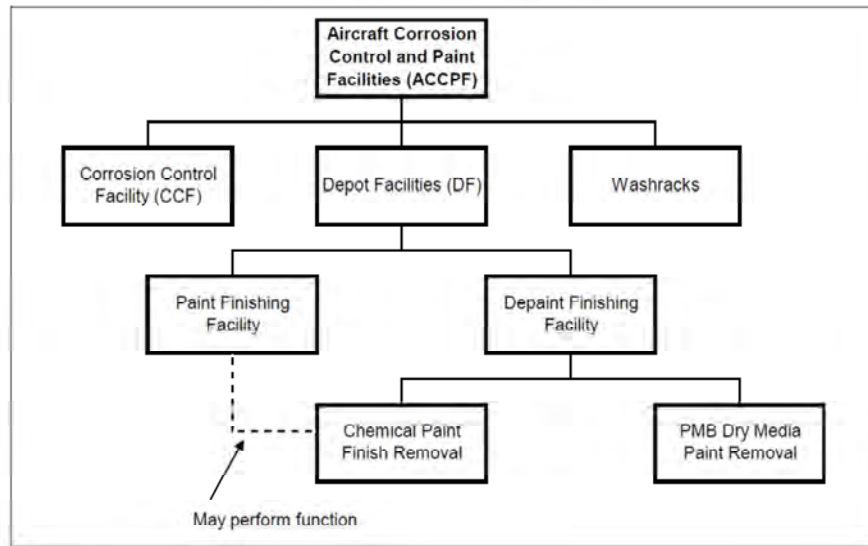 Aircraft Corrosion
Control and Paint
Facilities (ACCPF)
Corrosion Control
Facility (CCF)
Depot Facilities (DF)
Washracks
Paint Finishing
Facility
Depaint Finishing
Facility
Chemical Paint
Finish Removal
PMB Dry Media
Paint Removal
May perform function